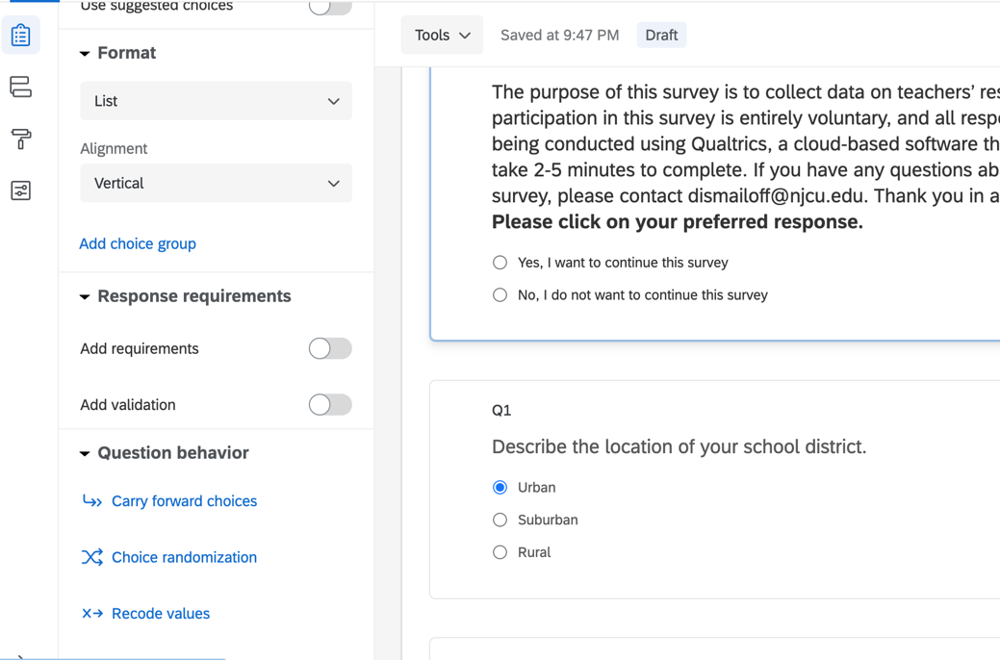 Use suggested choices
Format
List
Alignment
Vertical
Add choice group
Response requirements
Add requirements
Add validation
Question behavior
Carry forward choices
Choice randomization
Recode values
Tools
Saved at 9:47 PM
Draft
The purpose of this survey is to collect data on teachers’
participation in this survey is entirely voluntary, and all
being conducted using Qualtrics, a cloud-based software
take 2-5 minutes to complete. If you have any questions
survey, please contact dismailoff@njcu.edu. Thank you in
Please click on your preferred response.
Yes, I want to continue this survey
No, I do not want to continue this survey
Q1
Describe the location of your school district.
Urban
Suburban
Rural